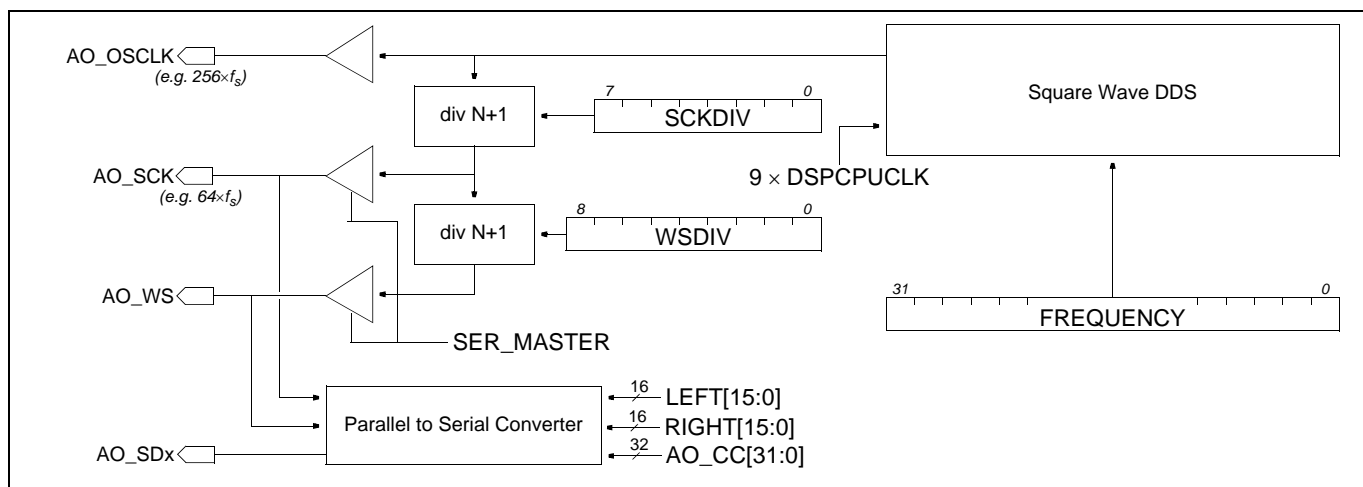 AO_OSCLK
(e.g. 256×fs)
Square Wave DDS
div N+1
7 0
SCKDIV
AO_SCK
(e.g. 64×fs)
9 × DSPCPUCLK
div N+1
8 0
WSDIV
AO_WS
31 0
FREQUENCY
SER_MASTER
16 LEFT[15:0]
Parallel to Serial Converter
16 RIGHT[15:0]
AO_SDx
32 AO_CC[31:0]